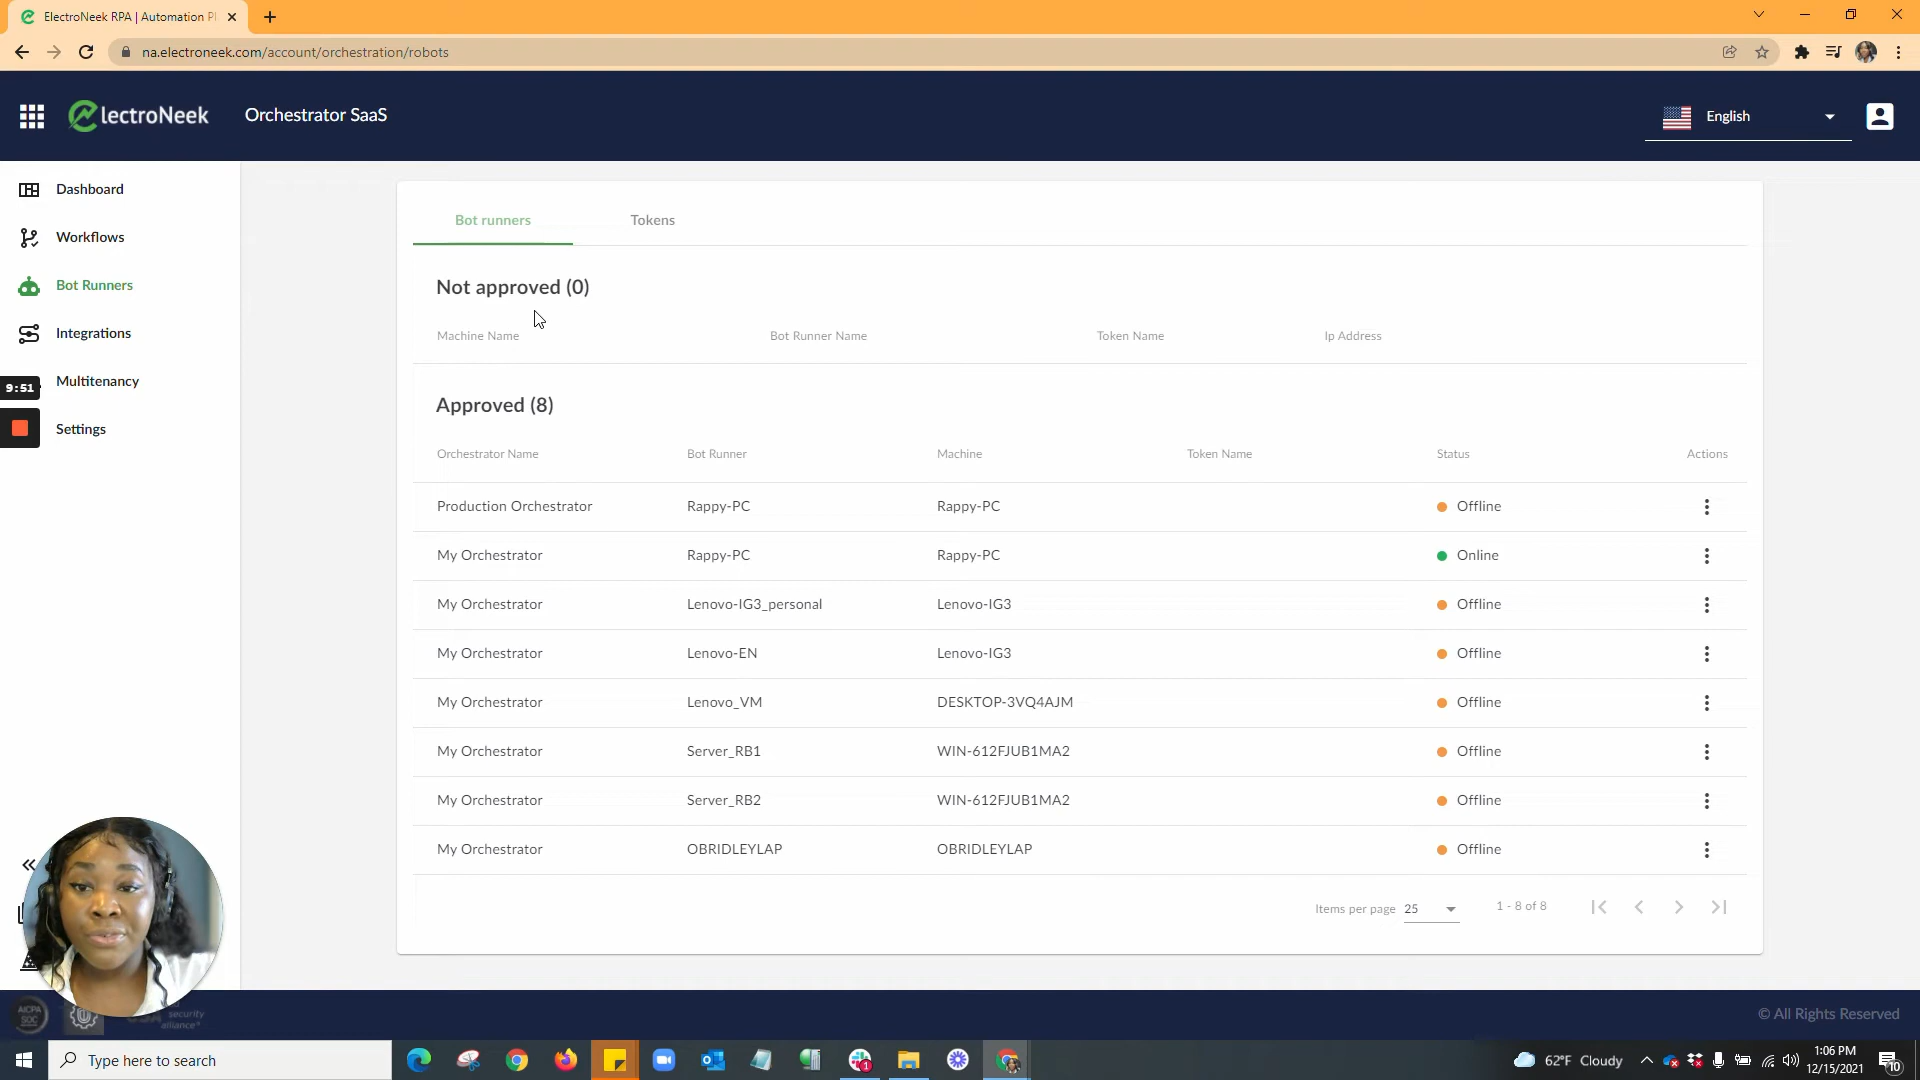 ElectroNeek RPA | Automation Pl
na.electroneek.com/account/orchestration/robots
lectroNeek
Orchestrator SaaS
English
Dashboard
Workflows
Bot Runners
Integrations
Multitenancy
Settings
9:51
Bot runners
Tokens
Not approved (0)
Machine Name Bot Runner Name Token Name Ip Address
Approved (8)
Orchestrator Name Bot Runner Machine Token Name Status Actions
Production Orchestrator Rappy-PC Rappy-PC Offline
My Orchestrator Rappy-PC Rappy-PC Online
My Orchestrator Lenovo-IG3_personal Lenovo-IG3 Offline
My Orchestrator Lenovo-EN Lenovo-IG3 Offline
My Orchestrator Lenovo_VM DESKTOP-3VQ4AJM Offline
My Orchestrator Server_RB1 WIN-612FJUB1MA2 Offline
My Orchestrator Server_RB2 WIN-612FJUB1MA2 Offline
My Orchestrator OBRIDLEYLAP OBRIDLEYLAP Offline
Items per page 25 1 - 8 of 8
AICPA
SOC
security
alliance®
© All Rights Reserved
Type here to search
1
62°F Cloudy
1:06 PM
12/15/2021
10